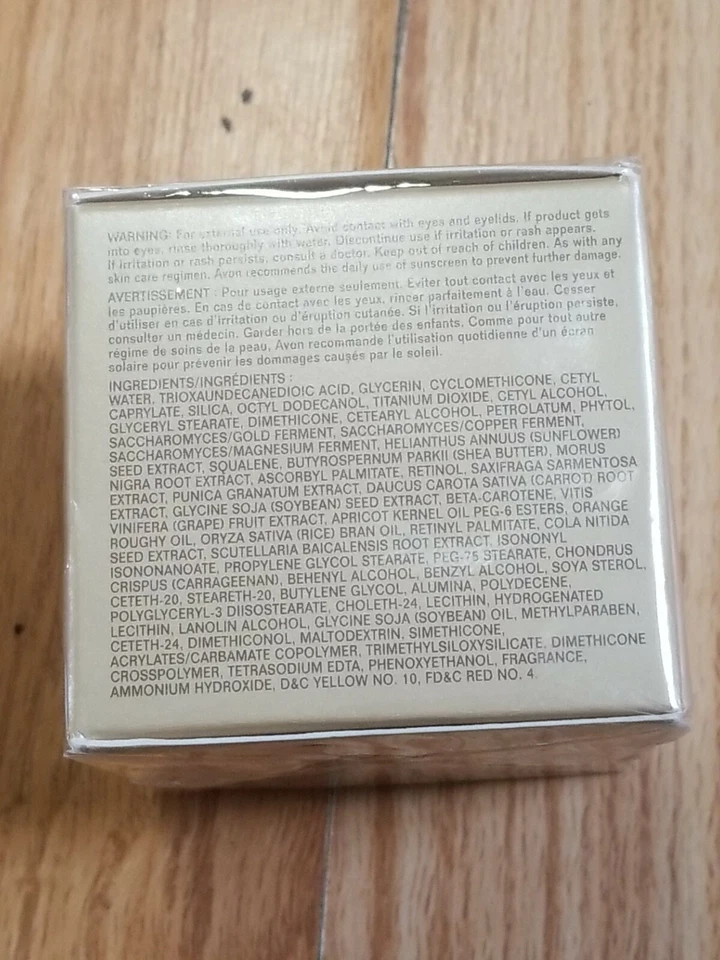 WARNING: For external use only. Avoid contact with eyes and eyelids. If product gets
into eyes, rinse thoroughly with water. Discontinue use if irritation or rash appears.
If irritation or rash persists, consult a doctor. Keep out of reach of children. As with any
skin care regimen, Avon recommends the daily use of sunscreen to prevent further damage.
AVERTISSEMENT : Pour usage externe seulement. Éviter tout contact avec les yeux et
les paupières. En cas de contact avec les yeux, rincer parfaitement à l'eau. Cesser
d'utiliser en cas d'irritation ou d'éruption cutanée. Si l'irritation ou l'éruption persiste,
consulter un médecin. Garder hors de la portée des enfants. Comme pour tout autre
régime de soins de la peau, Avon recommande l'utilisation quotidienne d'un écran
solaire pour prévenir les dommages causés par le soleil.
INGREDIENTS/INGRÉDIENTS :
WATER, TRIOXAUNDECANEDIOIC ACID, GLYCERIN, CYCLOMETHICONE, CETYL
CAPRYLATE, SILICA, OCTYL DODECANOL, TITANIUM DIOXIDE, CETYL ALCOHOL,
GLYCERYL STEARATE, DIMETHICONE, CETEARYL ALCOHOL, PETROLATUM, PHYTOL,
SACCHAROMYCES/GOLD FERMENT, SACCHAROMYCES/COPPER FERMENT,
SACCHAROMYCES/MAGNESIUM FERMENT, HELIANTHUS ANNUUS (SUNFLOWER)
SEED EXTRACT, SQUALENE, BUTYROSPERNUM PARKII (SHEA BUTTER), MORUS
NIGRA ROOT EXTRACT, ASCORBYL PALMITATE, RETINOL, SAXIFRAGA SARMENTOSA
EXTRACT, PUNICA GRANATUM EXTRACT, DAUCUS CAROTA SATIVA (CARROT) ROOT
EXTRACT, GLYCINE SOJA (SOYBEAN) SEED EXTRACT, BETA-CAROTENE, VITIS
VINIFERA (GRAPE) FRUIT EXTRACT, APRICOT KERNEL OIL PEG-6 ESTERS, ORANGE
ROUGHY OIL, ORYZA SATIVA (RICE) BRAN OIL, RETINYL PALMITATE, COLA NITIDA
SEED EXTRACT, SCUTELLARIA BAICALENSIS ROOT EXTRACT, ISONONYL
ISONONANOATE, PROPYLENE GLYCOL STEARATE, PEG-75 STEARATE, CHONDRUS
CRISPUS (CARRAGEENAN), BEHENYL ALCOHOL, BENZYL ALCOHOL, SOYA STEROL,
CETETH-20, STEARETH-20, BUTYLENE GLYCOL, ALUMINA, POLYDECENE,
POLYGLYCERYL-3 DIISOSTEARATE, CHOLETH-24, LECITHIN, HYDROGENATED
LECITHIN, LANOLIN ALCOHOL, GLYCINE SOJA (SOYBEAN) OIL, METHYLPARABEN,
CETETH-24, DIMETHICONOL, MALTODEXTRIN, SIMETHICONE,
ACRYLATES/CARBAMATE COPOLYMER, TRIMETHYLSILOXYSILICATE, DIMETHICONE
CROSSPOLYMER, TETRASODIUM EDTA, PHENOXYETHANOL, FRAGRANCE,
AMMONIUM HYDROXIDE, D&C YELLOW NO. 10, FD&C RED NO. 4